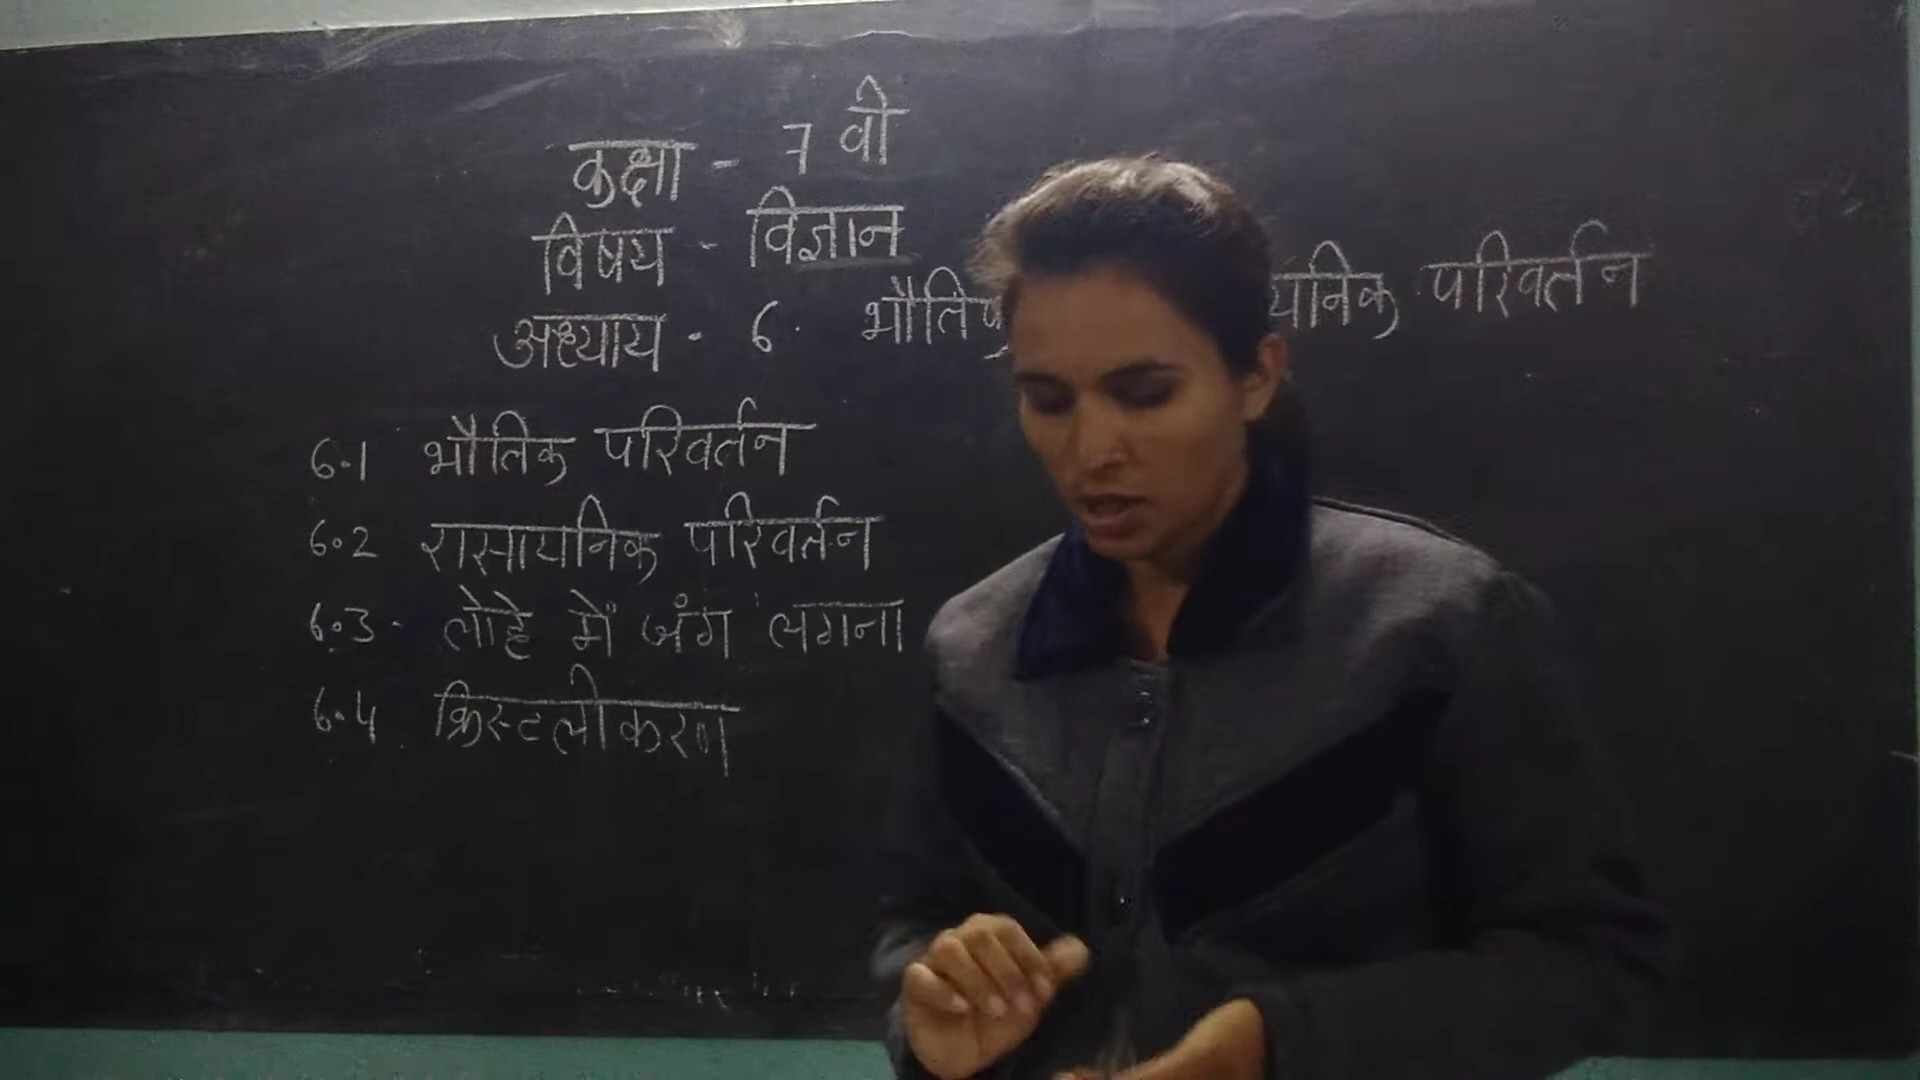 कक्षा - 7 वी
विषय - विज्ञान
अध्याय - 6. परिवर्तन
6.1 भौतिक परिवर्तन
6.2 रासायनिक परिवर्तन
6.3. लोहे में जंग लगना
6.4 क्रिस्टलीकरण